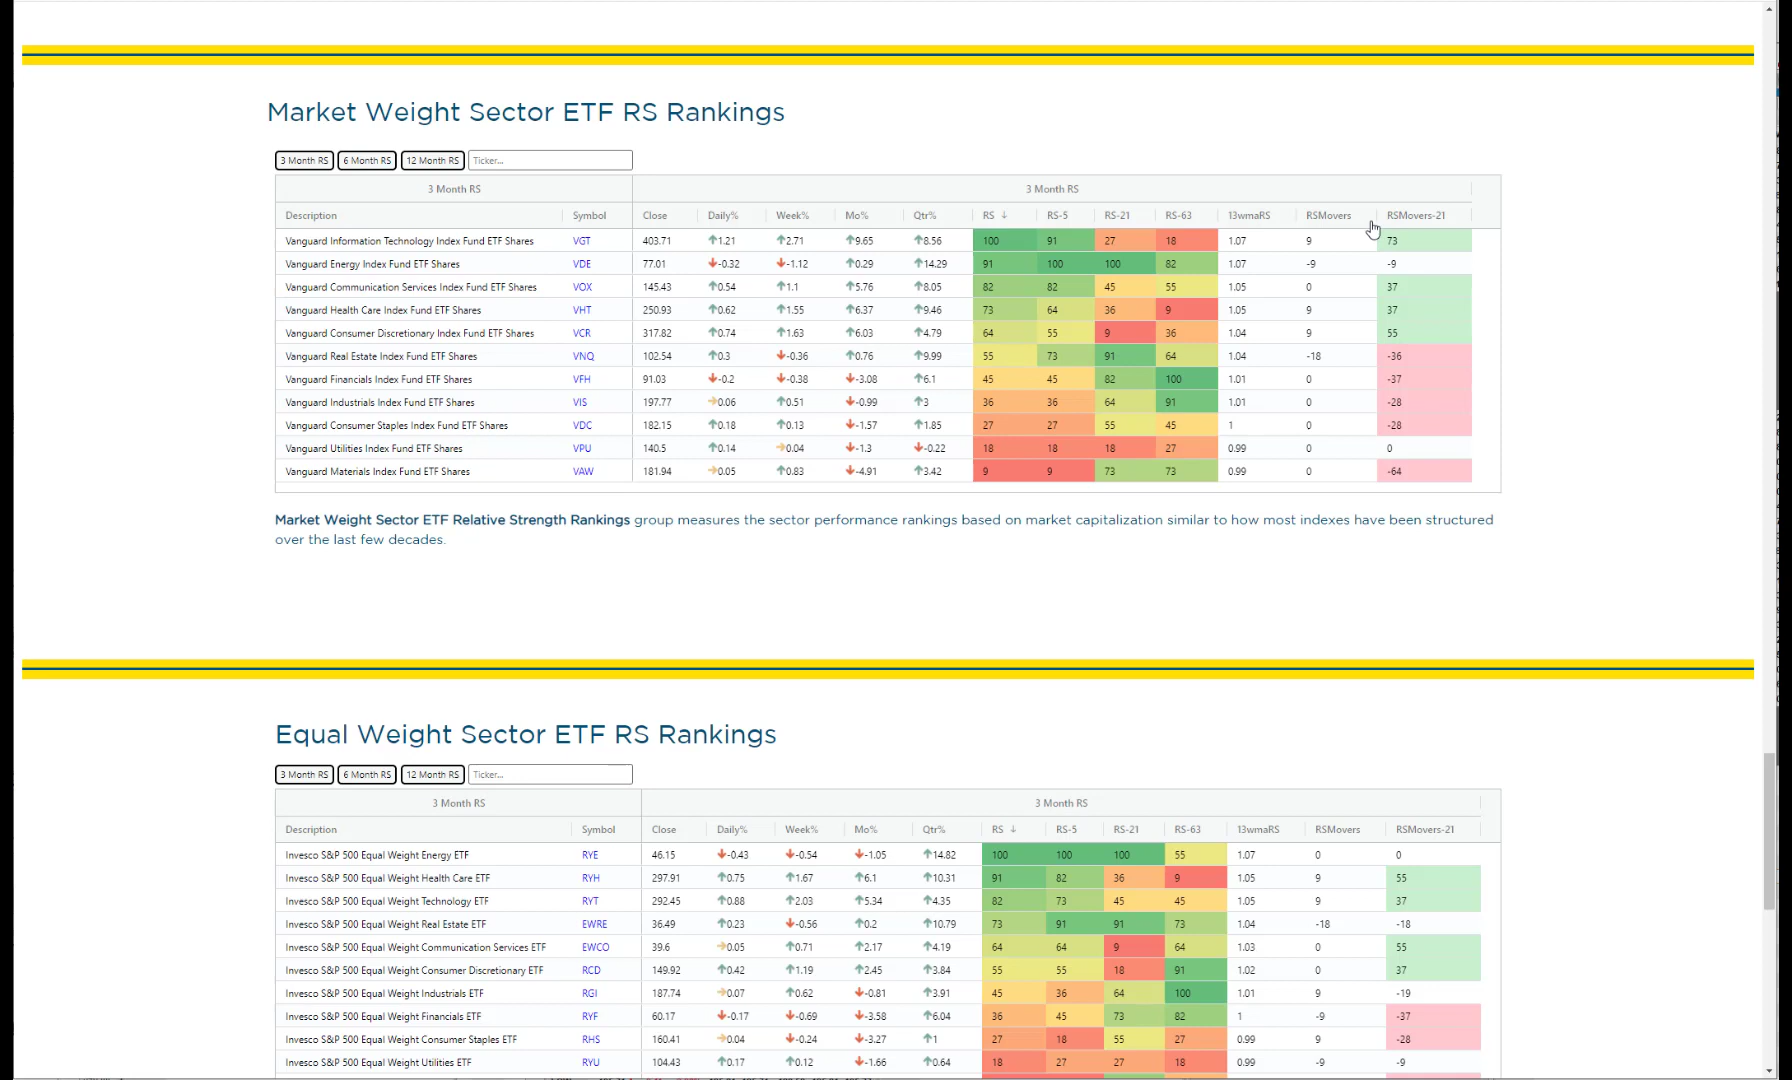 Market Weight Sector ETF RS Rankings
3 Month RS 6 Month RS 12 Month RS Ticker...
3 Month RS 3 Month RS
Description Symbol Close Daily% Week% Mo% Qtr% RS ↓ RS-5 RS-21 RS-63 13wmaRS RSMovers RSMovers-21
Vanguard Information Technology Index Fund ETF Shares VGT 403.71 ↑1.21 ↑2.71 ↑9.65 ↑8.56 100 91 27 18 1.07 9 73
Vanguard Energy Index Fund ETF Shares VDE 77.01 ↓-0.32 ↓-1.12 ↑0.29 ↑14.29 91 100 100 82 1.07 -9 -9
Vanguard Communication Services Index Fund ETF Shares VOX 145.43 ↑0.54 ↑1.1 ↑5.76 ↑8.05 82 82 45 55 1.05 0 37
Vanguard Health Care Index Fund ETF Shares VHT 250.93 ↑0.62 ↑1.55 ↑6.37 ↑9.46 73 64 36 9 1.05 9 37
Vanguard Consumer Discretionary Index Fund ETF Shares VCR 317.82 ↑0.74 ↑1.63 ↑6.03 ↑4.79 64 55 9 36 1.04 9 55
Vanguard Real Estate Index Fund ETF Shares VNQ 102.54 ↑0.3 ↓-0.36 ↑0.76 ↑9.99 55 73 91 64 1.04 -18 -36
Vanguard Financials Index Fund ETF Shares VFH 91.03 ↓-0.2 ↓-0.38 ↓-3.08 ↑6.1 45 45 82 100 1.01 0 -37
Vanguard Industrials Index Fund ETF Shares VIS 197.77 →0.06 ↑0.51 ↓-0.99 ↑3 36 36 64 91 1.01 0 -28
Vanguard Consumer Staples Index Fund ETF Shares VDC 182.15 ↑0.18 ↑0.13 ↓-1.57 ↑1.85 27 27 55 45 1 0 -28
Vanguard Utilities Index Fund ETF Shares VPU 140.5 ↑0.14 →0.04 ↓-1.3 ↓-0.22 18 18 18 27 0.99 0 0
Vanguard Materials Index Fund ETF Shares VAW 181.94 →0.05 ↑0.83 ↓-4.91 ↑3.42 9 9 73 73 0.99 0 -64
Market Weight Sector ETF Relative Strength Rankings group measures the sector performance rankings based on market capitalization similar to how most indexes have been structured
over the last few decades.
Equal Weight Sector ETF RS Rankings
3 Month RS 6 Month RS 12 Month RS Ticker...
3 Month RS 3 Month RS
Description Symbol Close Daily% Week% Mo% Qtr% RS ↓ RS-5 RS-21 RS-63 13wmaRS RSMovers RSMovers-21
Invesco S&P 500 Equal Weight Energy ETF RYE 46.15 ↓-0.43 ↓-0.54 ↓-1.05 ↑14.82 100 100 100 55 1.07 0 0
Invesco S&P 500 Equal Weight Health Care ETF RYH 297.91 ↑0.75 ↑1.67 ↑6.1 ↑10.31 91 82 36 9 1.05 9 55
Invesco S&P 500 Equal Weight Technology ETF RYT 292.45 ↑0.88 ↑2.03 ↑5.34 ↑4.35 82 73 45 45 1.05 9 37
Invesco S&P 500 Equal Weight Real Estate ETF EWRE 36.49 ↑0.23 ↓-0.56 ↑0.2 ↑10.79 73 91 91 73 1.04 -18 -18
Invesco S&P 500 Equal Weight Communication Services ETF EWCO 39.6 →0.05 ↑0.71 ↑2.17 ↑4.19 64 64 9 64 1.03 0 55
Invesco S&P 500 Equal Weight Consumer Discretionary ETF RCD 149.92 ↑0.42 ↑1.19 ↑2.45 ↑3.84 55 55 18 91 1.02 0 37
Invesco S&P 500 Equal Weight Industrials ETF RGI 187.74 →0.07 ↑0.62 ↓-0.81 ↑3.91 45 36 64 100 1.01 9 -19
Invesco S&P 500 Equal Weight Financials ETF RYF 60.17 ↓-0.17 ↓-0.69 ↓-3.58 ↑6.04 36 45 73 82 1 -9 -37
Invesco S&P 500 Equal Weight Consumer Staples ETF RHS 160.41 →0.04 ↓-0.24 ↓-3.27 ↑1 27 18 55 27 0.99 9 -28
Invesco S&P 500 Equal Weight Utilities ETF RYU 104.43 ↑0.17 ↑0.12 ↓-1.66 ↑0.64 18 27 27 18 0.99 -9 -9